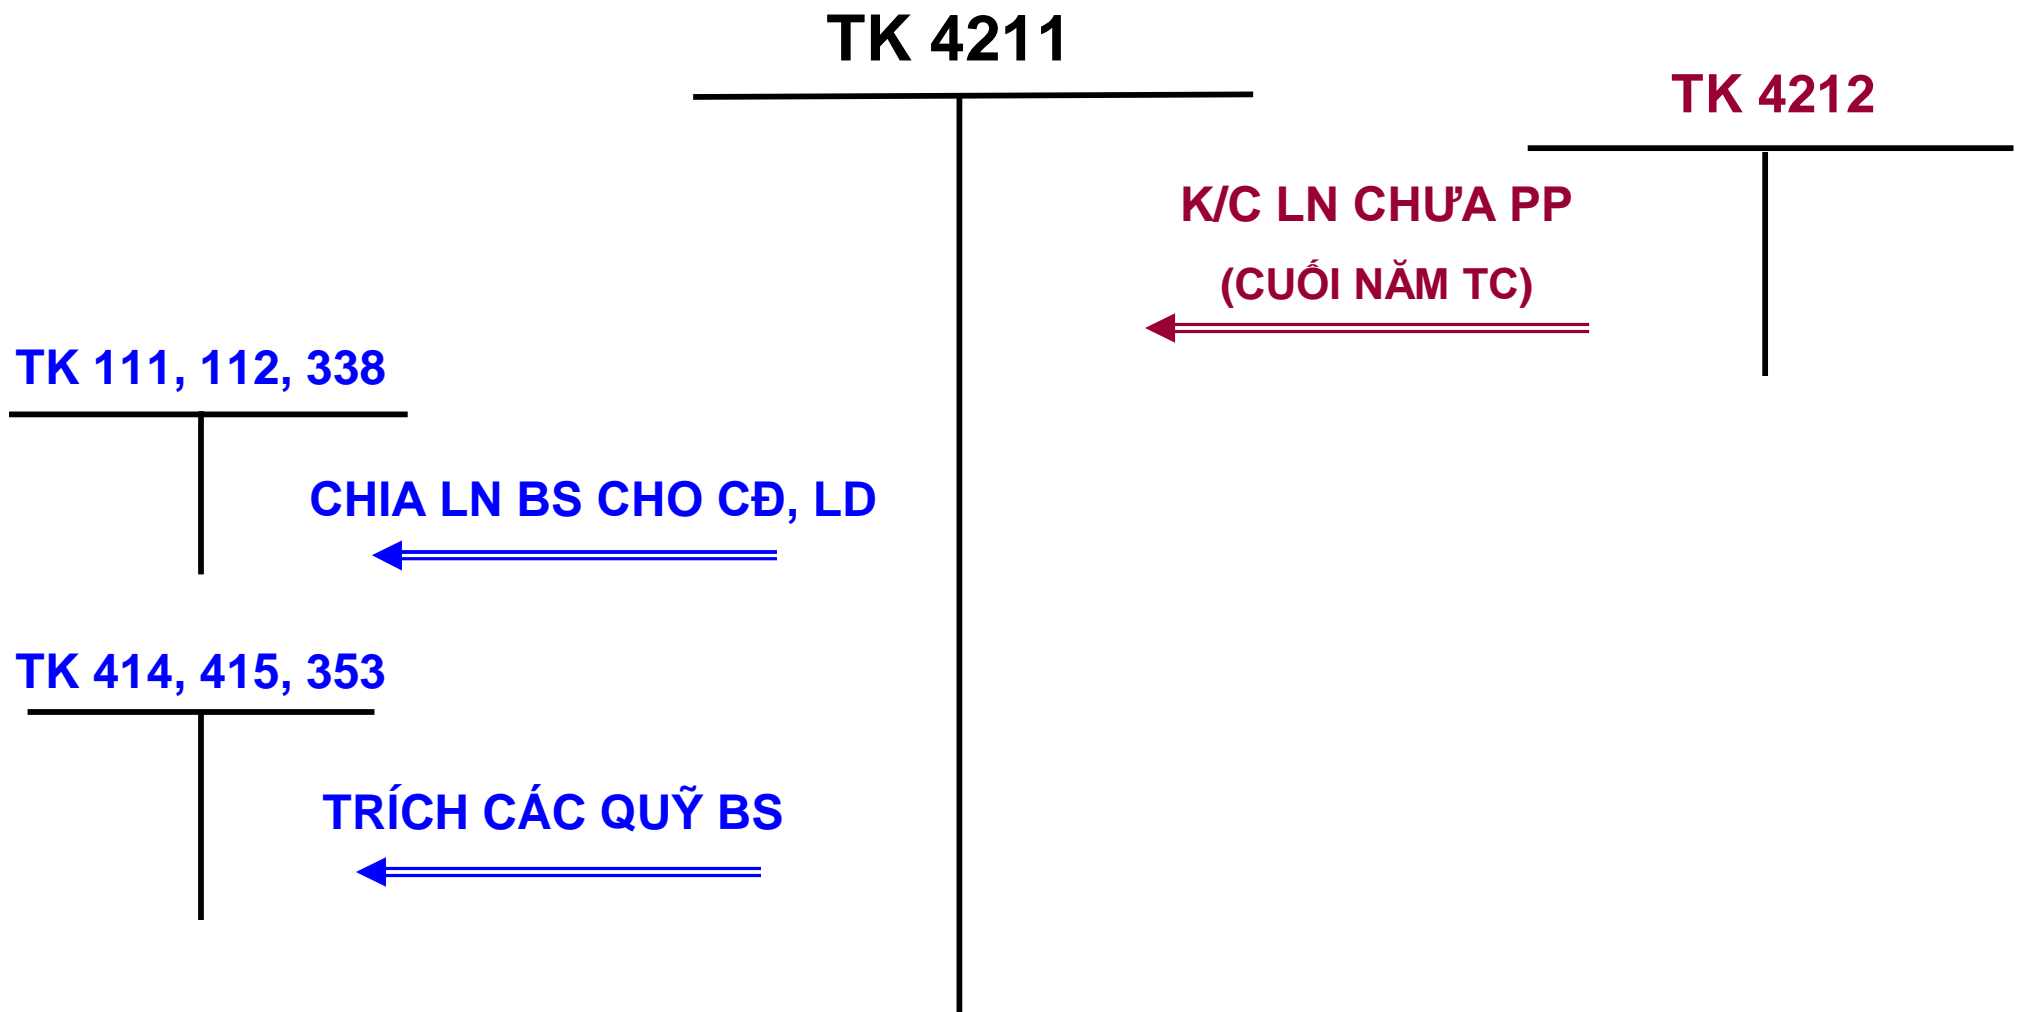 TK 4211
TK 4212
K/C LN CHƯA PP
(CUỐI NĂM TC)
TK 111, 112, 338
CHIA LN BS CHO CĐ, LD
TK 414, 415, 353
TRÍCH CÁC QUỸ BS